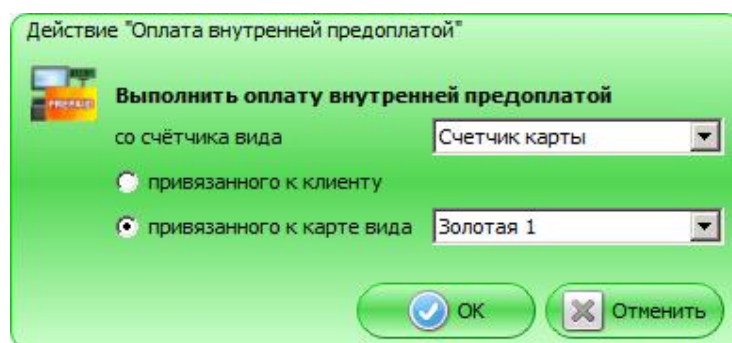 Действие "Оплата внутренней предоплатой"
PREPAID
Выполнить оплату внутренней предоплатой
со счётчика вида Счетчик карты
привязанного к клиенту
привязанного к карте вида Золотая 1
OK Отменить